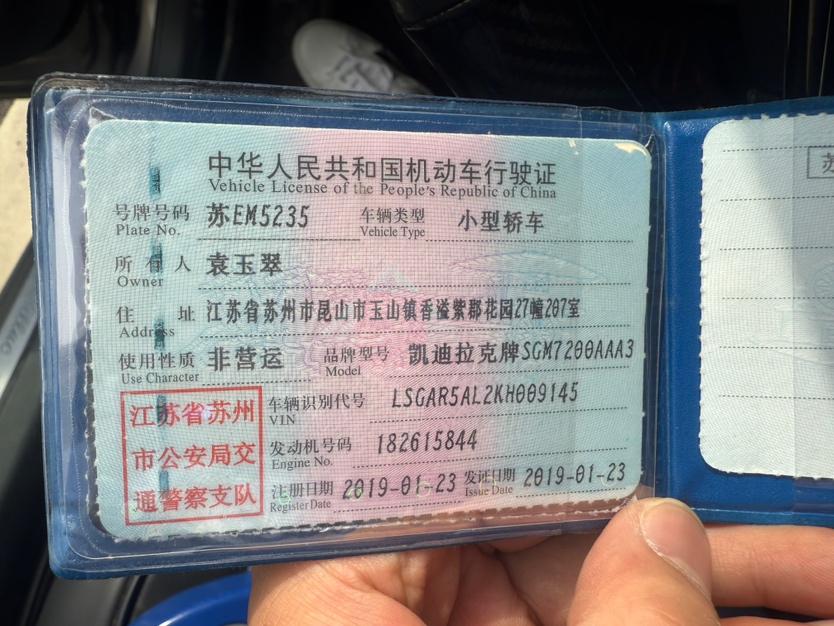 中华人民共和国机动车行驶证
Vehicle License of the People's Republic of China
号牌号码 苏EM5235 车辆类型 小型轿车
Plate No. Vehicle Type
所有人 袁玉翠
Owner
住址 江苏省苏州市昆山市玉山镇香溢紫郡花园27幢207室
Address
使用性质 非营运 品牌型号 凯迪拉克牌SGM7200AAA3
Use Character Model
江苏省苏州
市公安局交
通警察支队
车辆识别代号 LSGAR5AL2KH009145
VIN
发动机号码 182615844
Engine No.
注册日期 2019-01-23 发证日期 2019-01-23
Register Date Issue Date
苏